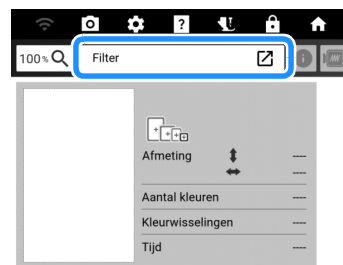 ?
100% Filter i
Afmeting ----
----
Aantal kleuren ----
Kleurwisselingen ----
Tijd ----